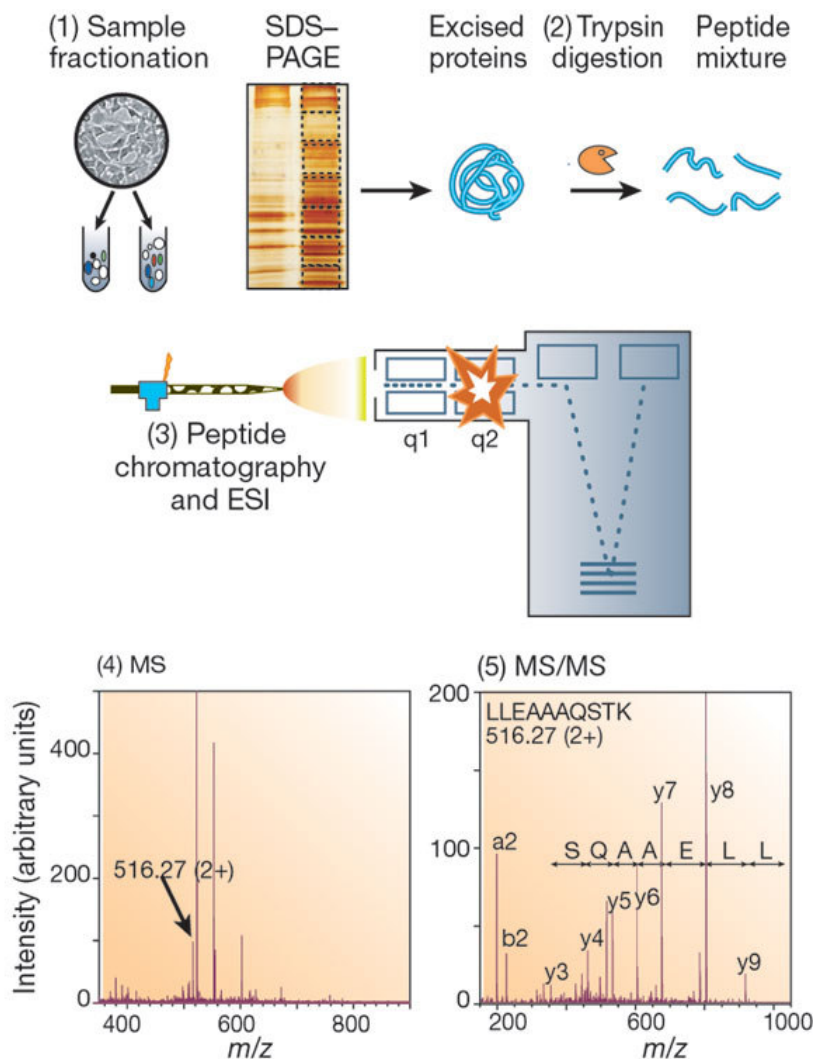 (1) Sample
fractionation
SDS–
PAGE
Excised
proteins
(2) Trypsin
digestion
Peptide
mixture
(3) Peptide
chromatography
and ESI
q1
q2
(4) MS
Intensity (arbitrary units)
400
200
0
516.27 (2+)
400
600
800
m/z
(5) MS/MS
200
100
0
LLEAAAQSTK
516.27 (2+)
a2
b2
y3
y4
y5
y6
y7
y8
y9
S Q A A E L L
200
600
1000
m/z